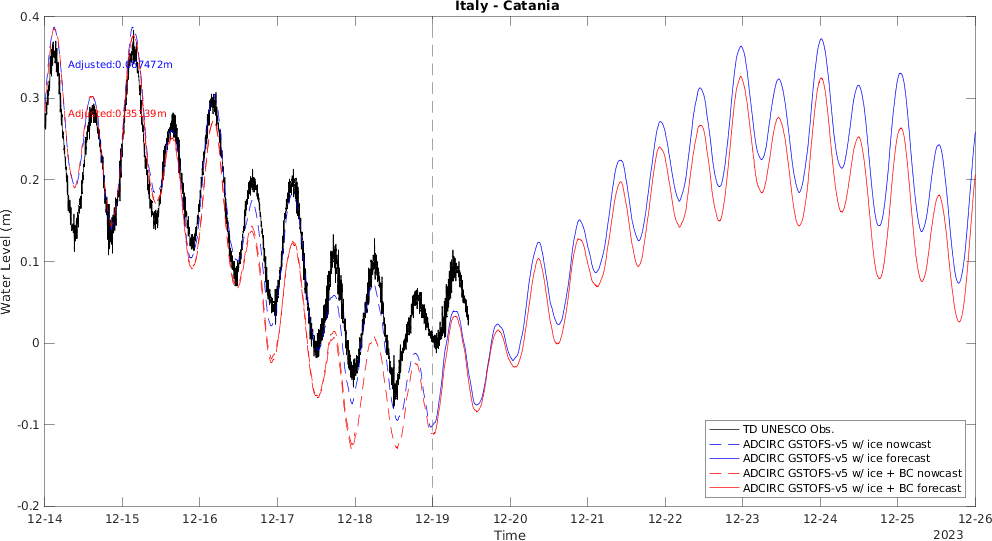 Italy - Catania
0.4
0.3
0.2
0.1
0
-0.1
-0.2
Water Level (m)
TD UNESCO Obs.
ADCIRC GSTOFS-v5 w/ ice nowcast
ADCIRC GSTOFS-v5 w/ ice forecast
ADCIRC GSTOFS-v5 w/ ice + BC nowcast
ADCIRC GSTOFS-v5 w/ ice + BC forecast
12-14 12-15 12-16 12-17 12-18 12-19 12-20 12-21 12-22 12-23 12-24 12-25 12-26
Time
2023